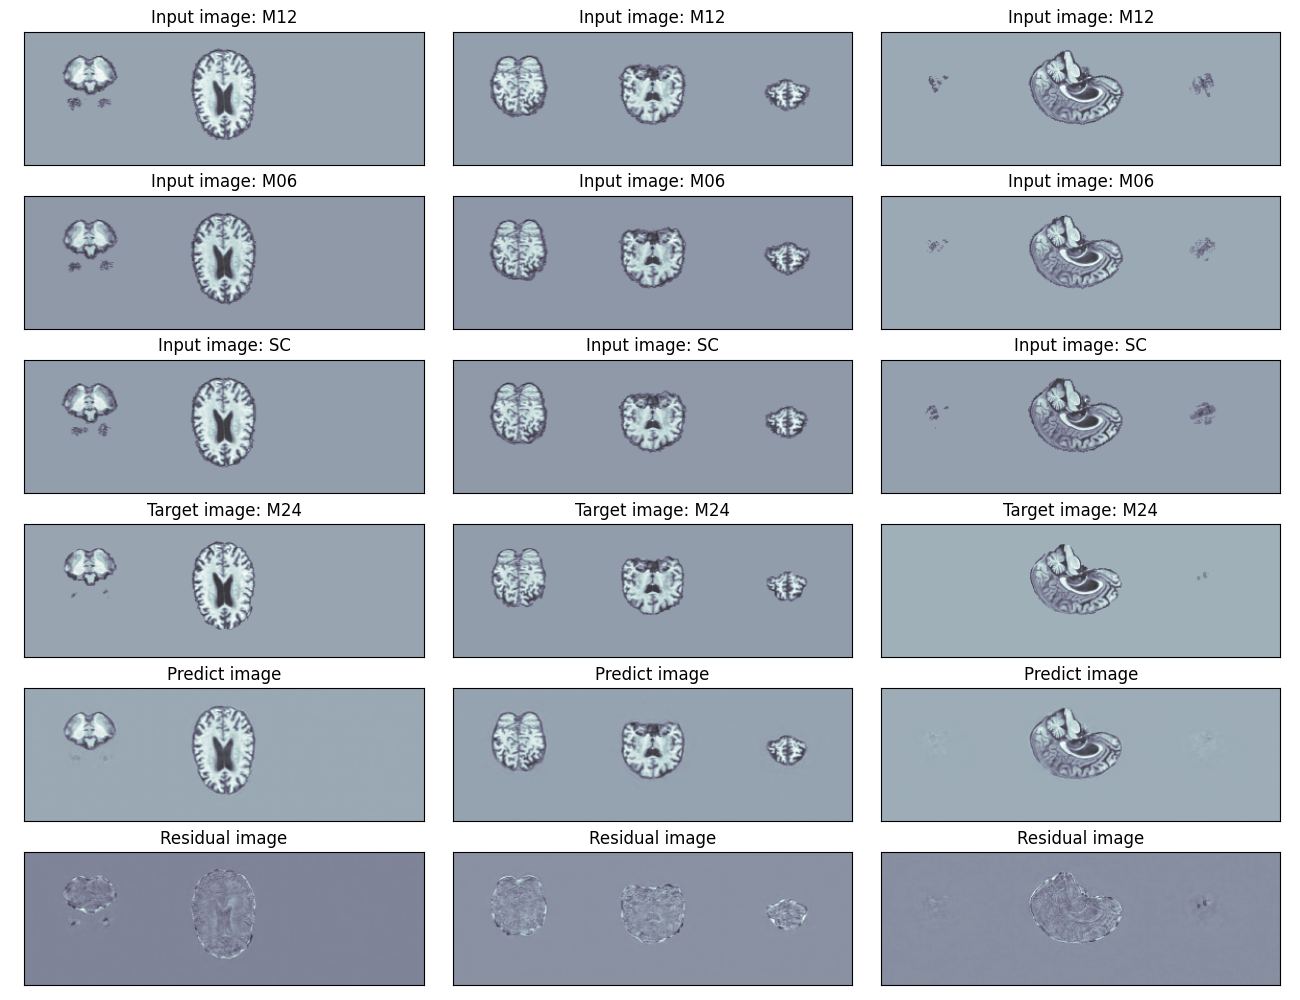 Input image: M12 Input image: M12 Input image: M12
Input image: M06 Input image: M06 Input image: M06
Input image: SC Input image: SC Input image: SC
Target image: M24 Target image: M24 Target image: M24
Predict image Predict image Predict image
Residual image Residual image Residual image